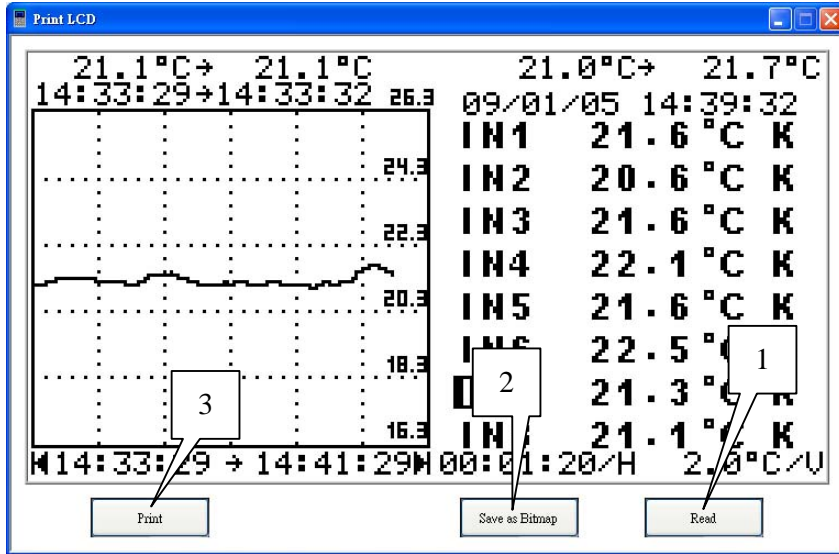 Print LCD
21.1°C→ 21.1°C 21.0°C→ 21.7°C
14:33:29→14:33:32 26.3 09/01/05 14:39:32
IN1 21.6°C K
24.3
IN2 20.6°C K
22.3
IN3 21.6°C K
IN4 22.1°C K
20.3
IN5 21.6°C K
18.3
IN6 22.5°C
21.3°C K
16.3
IN 21.1°C K
14:33:29 → 14:41:29 00:01:20/H 2.0°C/V
3
2
1
Print
Save as Bitmap
Read